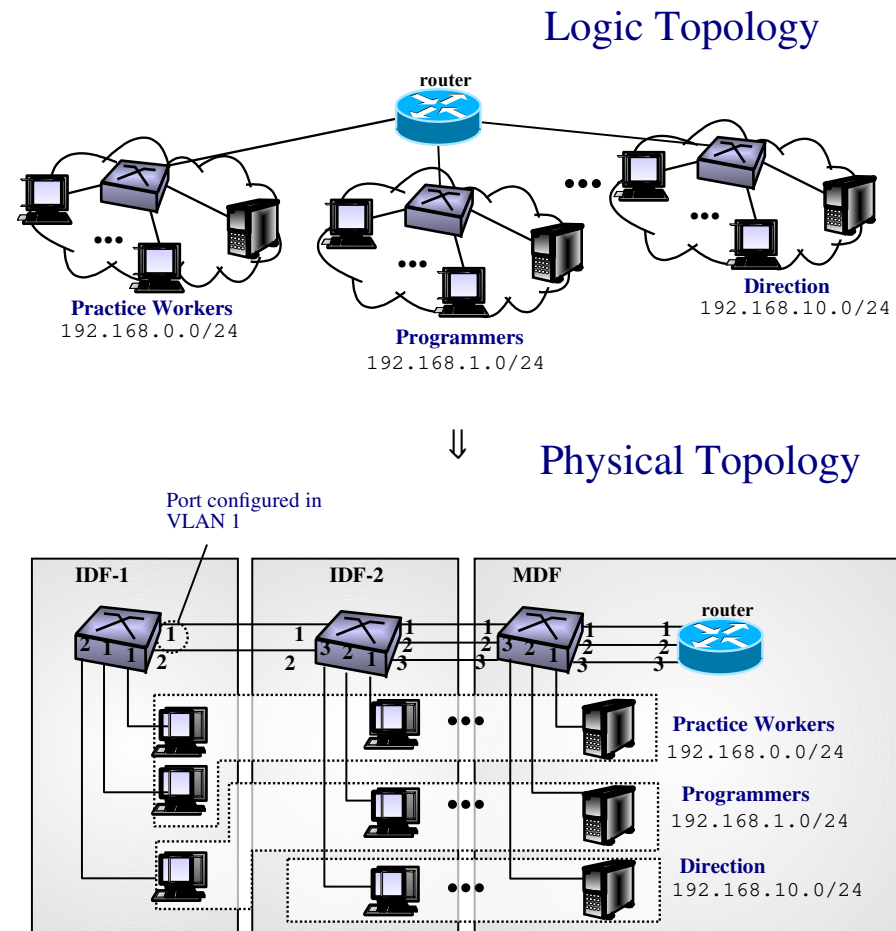 Logic Topology
router
Practice Workers
192.168.0.0/24
Programmers
192.168.1.0/24
Direction
192.168.10.0/24
⇓
Physical Topology
Port configured in
VLAN 1
IDF-1
IDF-2
MDF
router
2 1 1
1
2
1
2
3 2 1
1
2
3
1
2
3
3 2 1
1
2
3
1
2
3
Practice Workers
192.168.0.0/24
Programmers
192.168.1.0/24
Direction
192.168.10.0/24